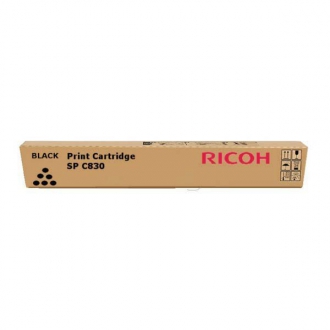 BLACK Print Cartridge
SP C830
RICOH